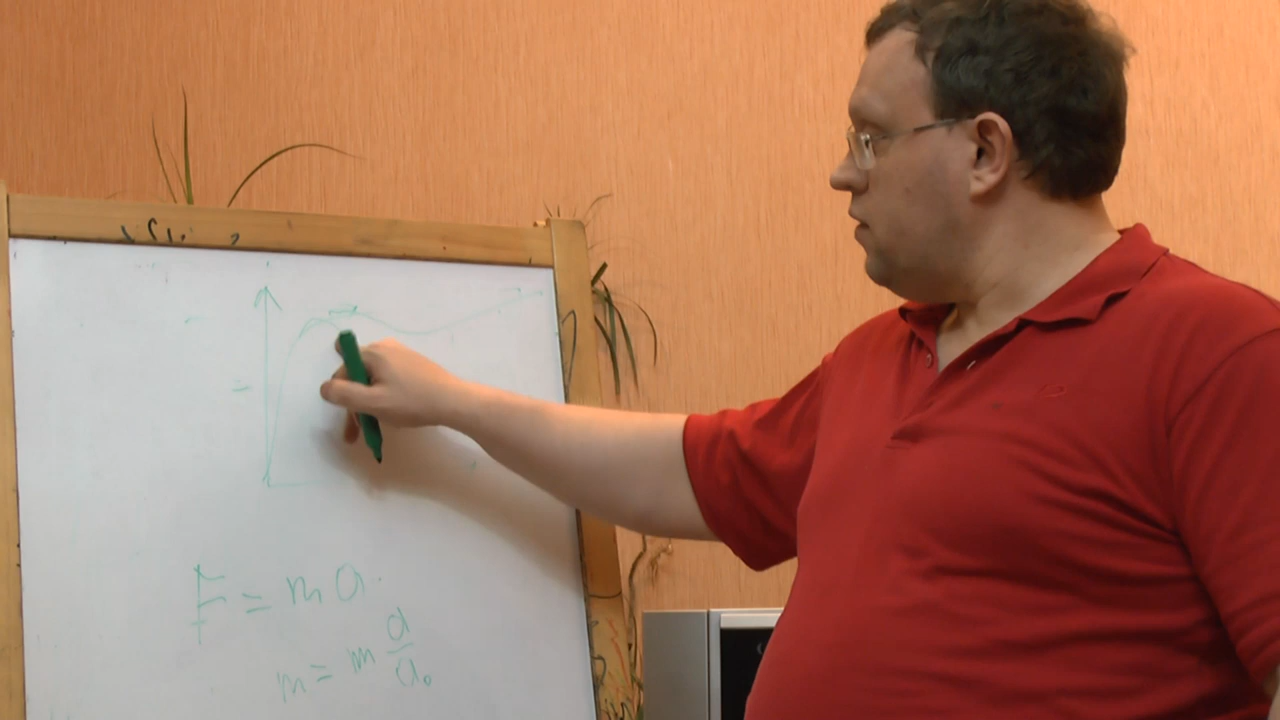 F = ma
m = m a/a₀